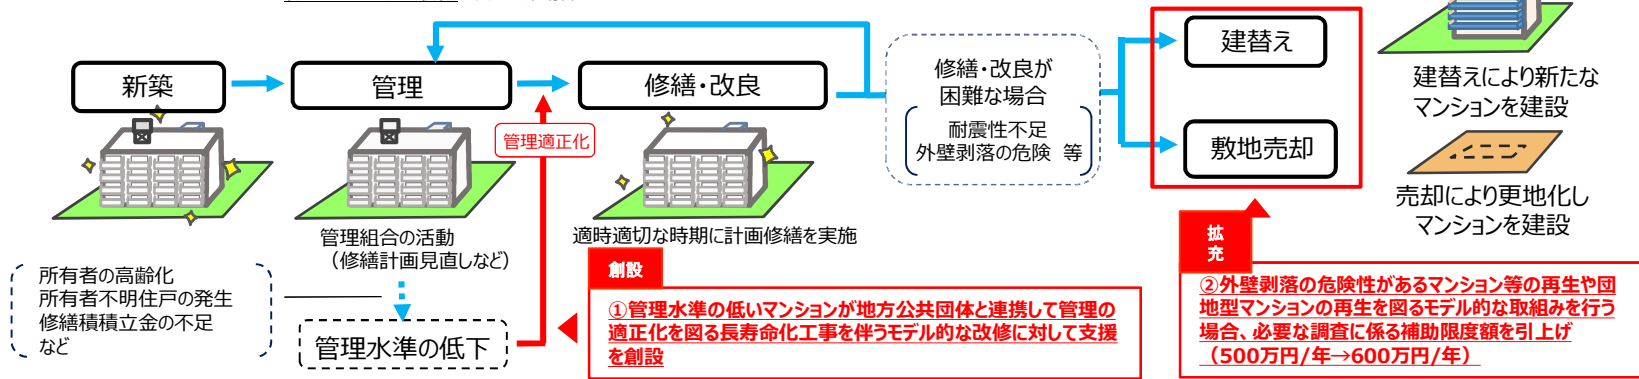 新築
管理
修繕・改良
管理適正化
修繕・改良が
困難な場合
耐震性不足
外壁剥落の危険 等
建替え
敷地売却
建替えにより新たな
マンションを建設
売却により更地化し
マンションを建設
管理組合の活動
（修繕計画見直しなど）
適時適切な時期に計画修繕を実施
所有者の高齢化
所有者不明住戸の発生
修繕積積立金の不足
など
管理水準の低下
創設
①管理水準の低いマンションが地方公共団体と連携して管理の
適正化を図る長寿命化工事を伴うモデル的な改修に対して支援
を創設
拡
充
②外壁剥落の危険性があるマンション等の再生や団
地型マンションの再生を図るモデル的な取組みを行う
場合、必要な調査に係る補助限度額を引上げ
（500万円/年→600万円/年）